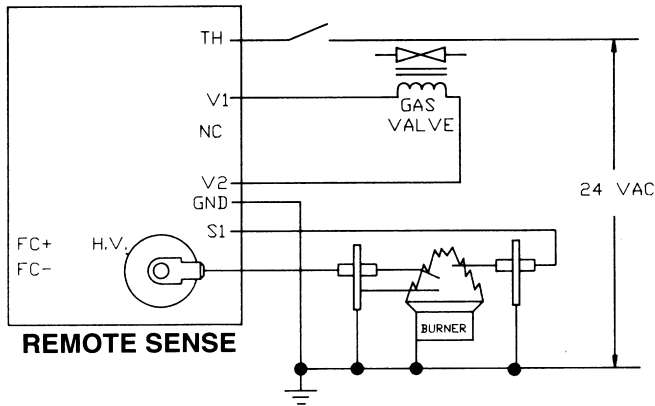 TH
V1
GAS
VALVE
NC
V2
24 VAC
GND
S1
FC+ H.V.
FC-
BURNER
REMOTE SENSE